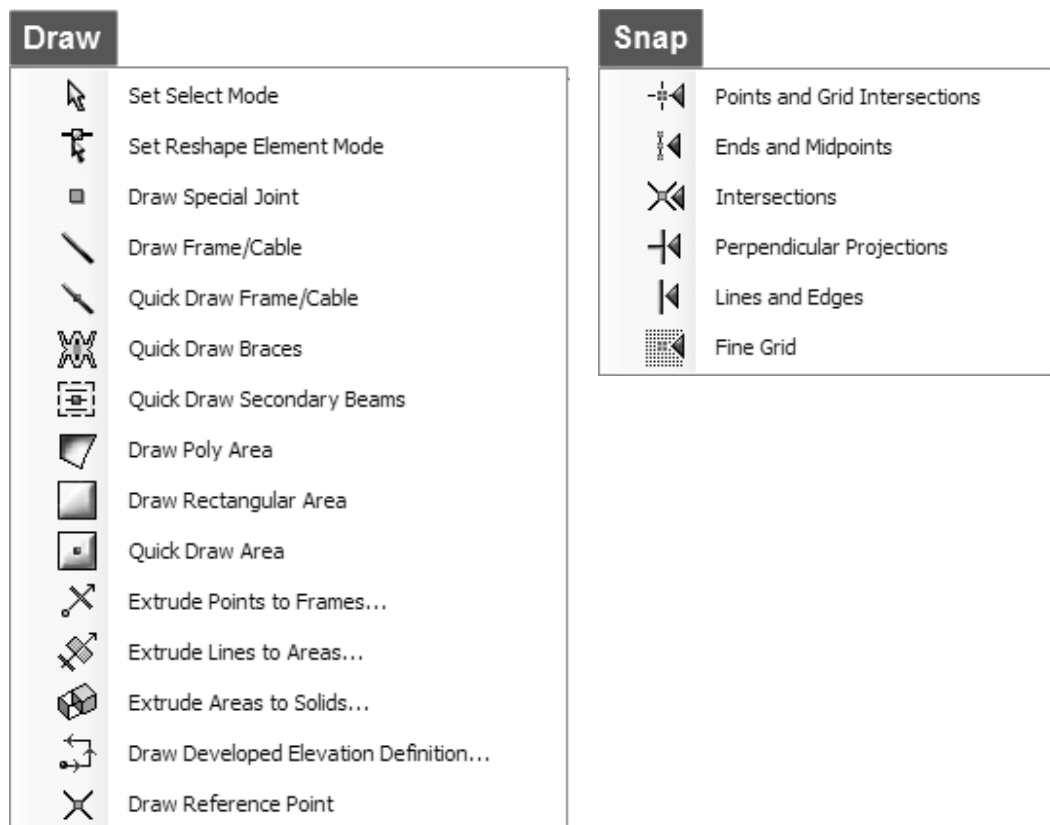 Draw
Set Select Mode
Set Reshape Element Mode
Draw Special Joint
Draw Frame/Cable
Quick Draw Frame/Cable
Quick Draw Braces
Quick Draw Secondary Beams
Draw Poly Area
Draw Rectangular Area
Quick Draw Area
Extrude Points to Frames...
Extrude Lines to Areas...
Extrude Areas to Solids...
Draw Developed Elevation Definition...
Draw Reference Point
Snap
Points and Grid Intersections
Ends and Midpoints
Intersections
Perpendicular Projections
Lines and Edges
Fine Grid